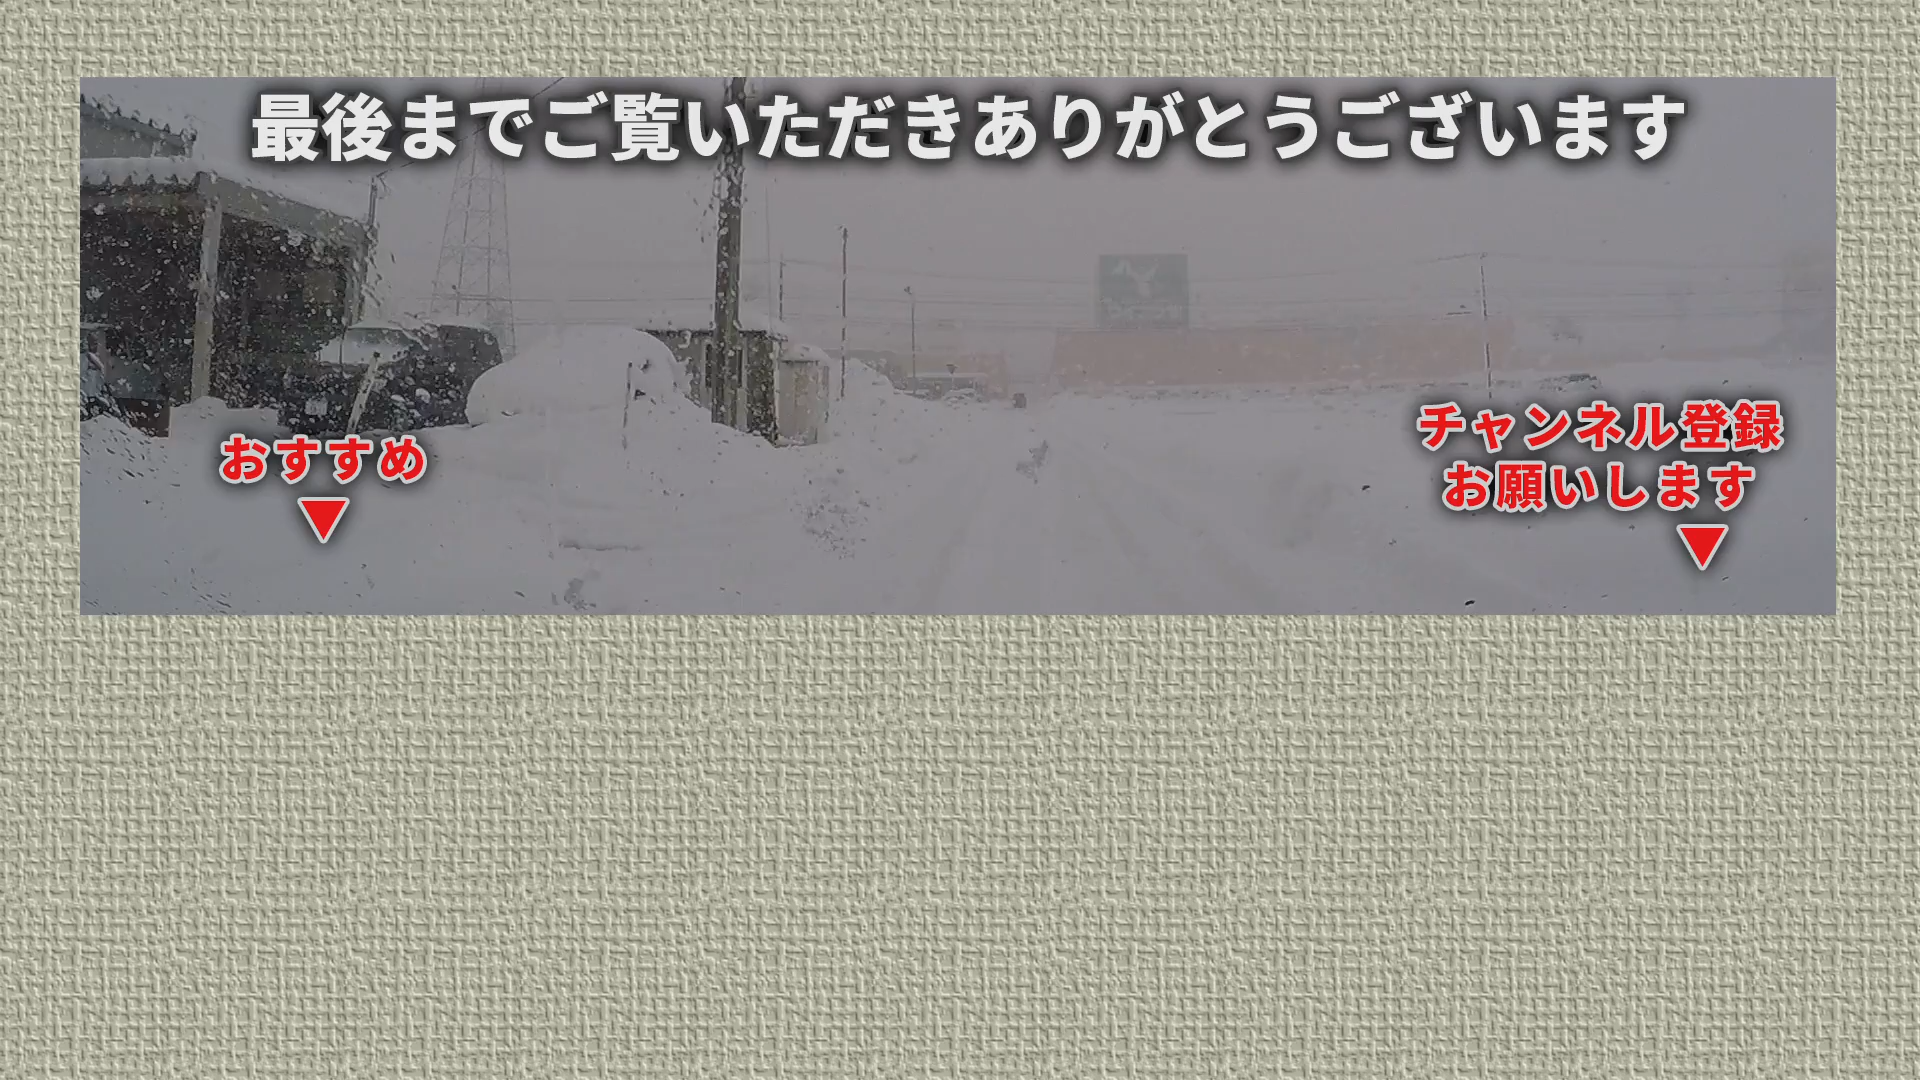 最後までご覧いただきありがとうございます
おすすめ
▼
チャンネル登録
お願いします
▼